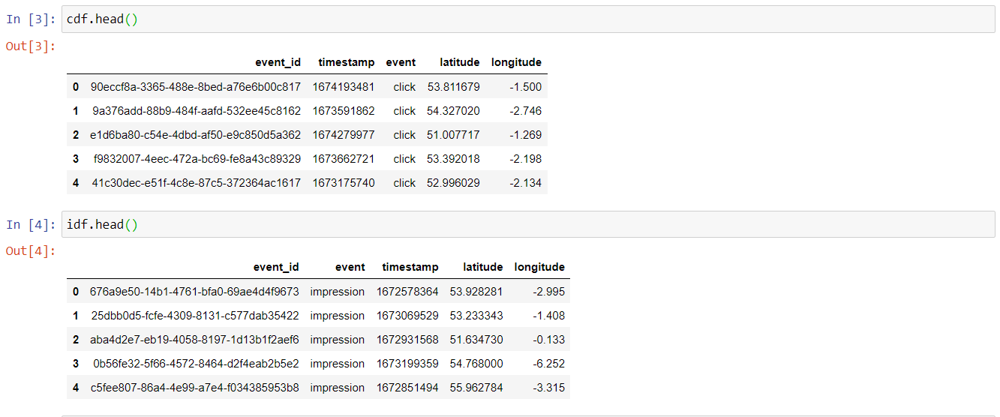 In [3]: cdf.head()
Out[3]:
event_id timestamp event latitude longitude
0 90eccf8a-3365-488e-8bed-a76e6b00c817 1674193481 click 53.811679 -1.500
1 9a376add-88b9-484f-aafd-532ee45c8162 1673591862 click 54.327020 -2.746
2 e1d6ba80-c54e-4dbd-af50-e9c850d5a362 1674279977 click 51.007717 -1.269
3 f9832007-4eec-472a-bc69-fe8a43c89329 1673662721 click 53.392018 -2.198
4 41c30dec-e51f-4c8e-87c5-372364ac1617 1673175740 click 52.996029 -2.134
In [4]: idf.head()
Out[4]:
event_id event timestamp latitude longitude
0 676a9e50-14b1-4761-bfa0-69ae4d4f9673 impression 1672578364 53.928281 -2.995
1 25dbb0d5-fcfe-4309-8131-c577dab35422 impression 1673069529 53.233343 -1.408
2 aba4d2e7-eb19-4058-8197-1d13b1f2aef6 impression 1672931568 51.634730 -0.133
3 0b56fe32-5f66-4572-8464-d2f4eab2b5e2 impression 1673199359 54.768000 -6.252
4 c5fee807-86a4-4e99-a7e4-f034385953b8 impression 1672851494 55.962784 -3.315